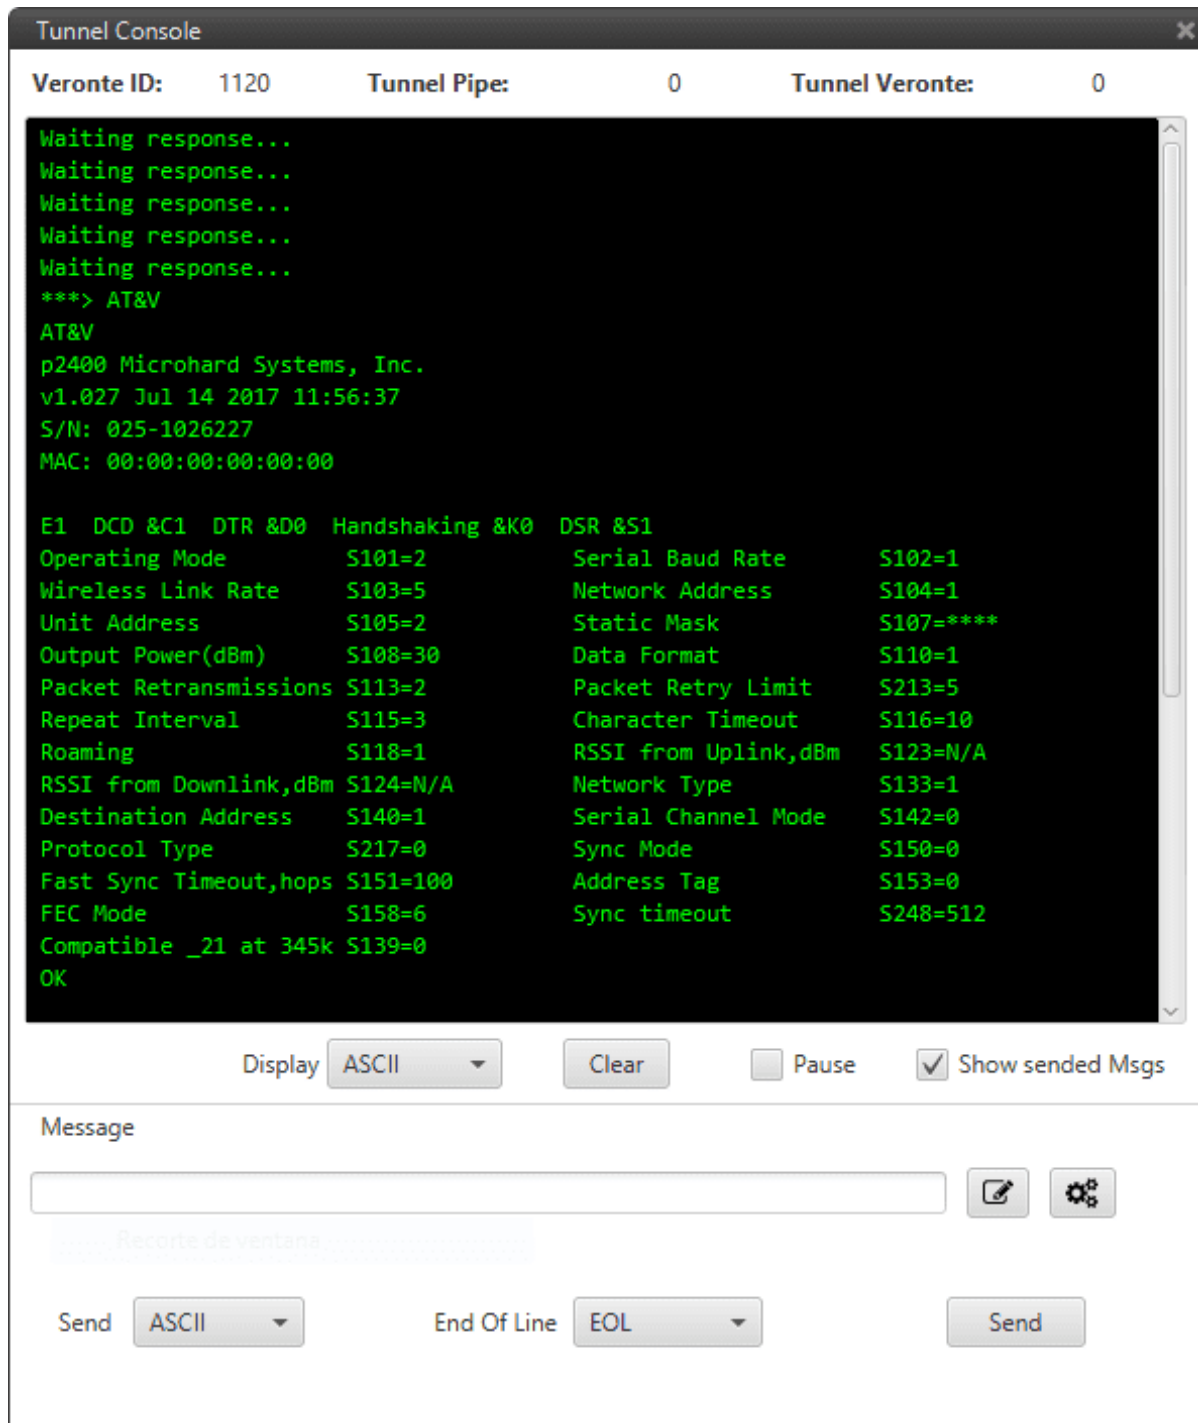 Tunnel Console
Veronte ID: 1120 Tunnel Pipe: 0 Tunnel Veronte: 0
Waiting response...
Waiting response...
Waiting response...
Waiting response...
Waiting response...
***> AT&V
AT&V
p2400 Microhard Systems, Inc.
v1.027 Jul 14 2017 11:56:37
S/N: 025-1026227
MAC: 00:00:00:00:00:00
E1 DCD &C1 DTR &D0 Handshaking &K0 DSR &S1
Operating Mode S101=2 Serial Baud Rate S102=1
Wireless Link Rate S103=5 Network Address S104=1
Unit Address S105=2 Static Mask S107=****
Output Power(dBm) S108=30 Data Format S110=1
Packet Retransmissions S113=2 Packet Retry Limit S213=5
Repeat Interval S115=3 Character Timeout S116=10
Roaming S118=1 RSSI from Uplink,dBm S123=N/A
RSSI from Downlink,dBm S124=N/A Network Type S133=1
Destination Address S140=1 Serial Channel Mode S142=0
Protocol Type S217=0 Sync Mode S150=0
Fast Sync Timeout,hops S151=100 Address Tag S153=0
FEC Mode S158=6 Sync timeout S248=512
Compatible _21 at 345k S139=0
OK
Display ASCII Clear Pause Show sended Msgs
Message
Recorte de ventana
Send ASCII End Of Line EOL Send